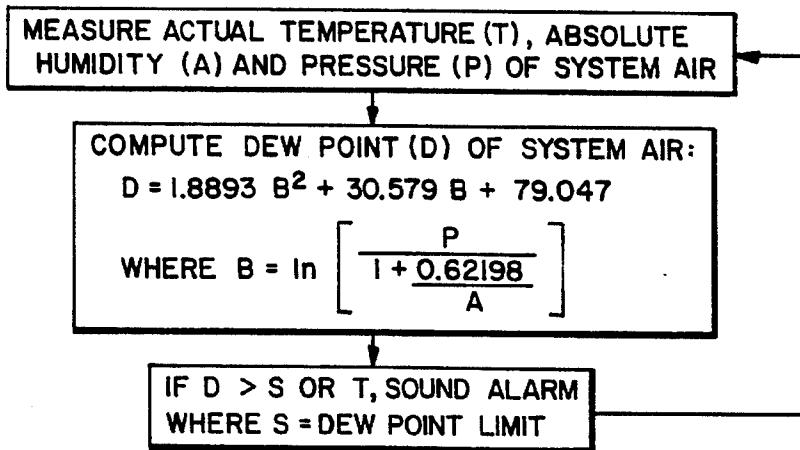 MEASURE ACTUAL TEMPERATURE (T), ABSOLUTE
HUMIDITY (A) AND PRESSURE (P) OF SYSTEM AIR
COMPUTE DEW POINT (D) OF SYSTEM AIR:
D = 1.8893 B² + 30.579 B + 79.047
WHERE B = ln [ P / (1 + 0.62198 / A) ]
IF D > S OR T, SOUND ALARM
WHERE S = DEW POINT LIMIT